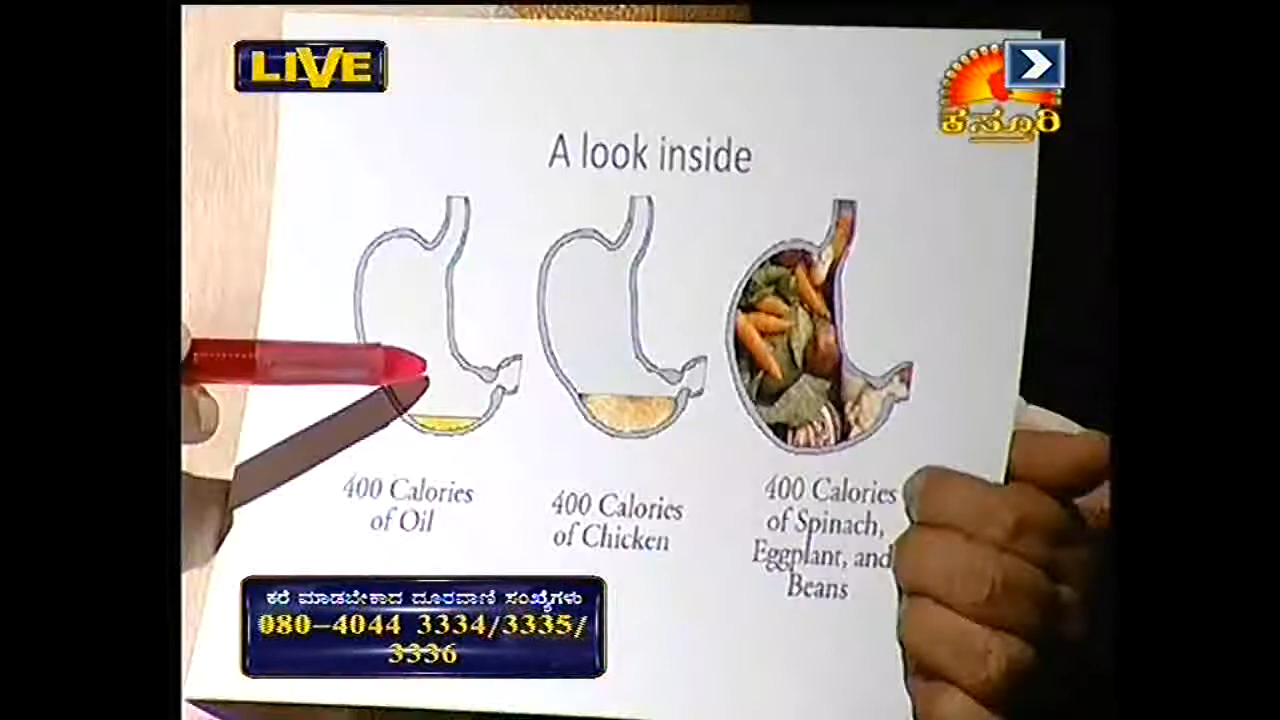 LIVE
ಕಸ್ತೂರಿ
A look inside
400 Calories
of Oil
400 Calories
of Chicken
400 Calories
of Spinach,
Eggplant, and
Beans
ಕರೆ ಮಾಡಬೇಕಾದ ದೂರವಾಣಿ ಸಂಖ್ಯೆಗಳು
080-4044 3334/3335/
3336